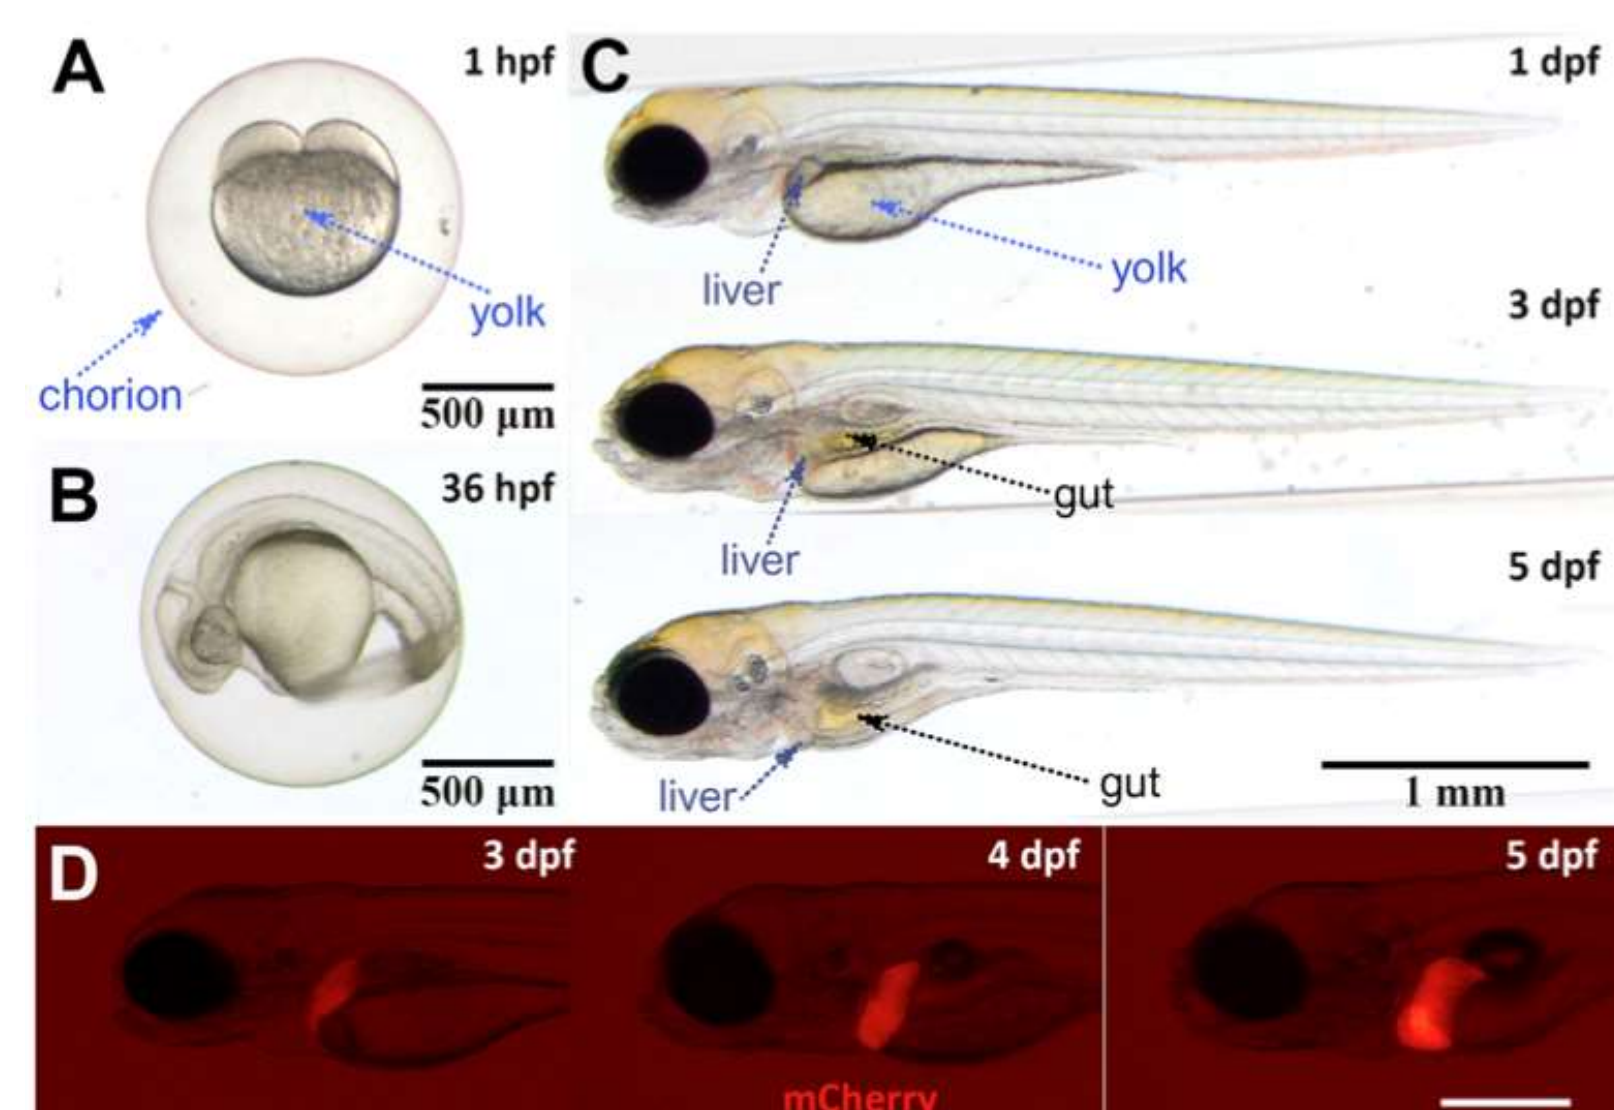 A
1 hpf
yolk
chorion
500 µm
B
36 hpf
500 µm
C
1 dpf
liver
yolk
3 dpf
gut
liver
5 dpf
gut
liver
1 mm
D
3 dpf
4 dpf
5 dpf
mCherry